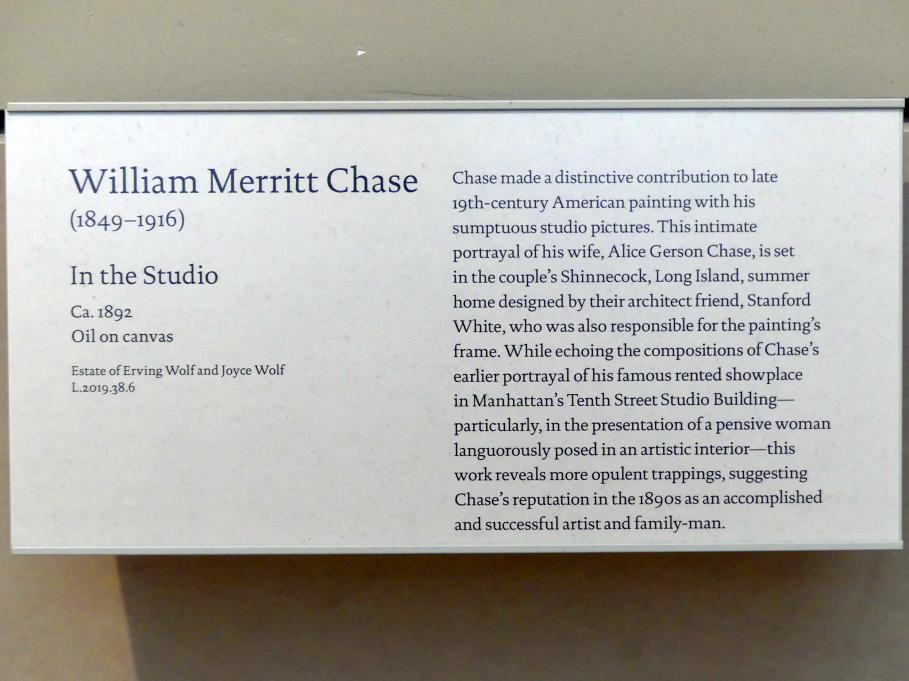 William Merritt Chase
(1849–1916)
In the Studio
Ca. 1892
Oil on canvas
Estate of Erving Wolf and Joyce Wolf
L.2019.38.6
Chase made a distinctive contribution to late
19th-century American painting with his
sumptuous studio pictures. This intimate
portrayal of his wife, Alice Gerson Chase, is set
in the couple's Shinnecock, Long Island, summer
home designed by their architect friend, Stanford
White, who was also responsible for the painting's
frame. While echoing the compositions of Chase's
earlier portrayal of his famous rented showplace
in Manhattan's Tenth Street Studio Building—
particularly, in the presentation of a pensive woman
languorously posed in an artistic interior—this
work reveals more opulent trappings, suggesting
Chase's reputation in the 1890s as an accomplished
and successful artist and family-man.